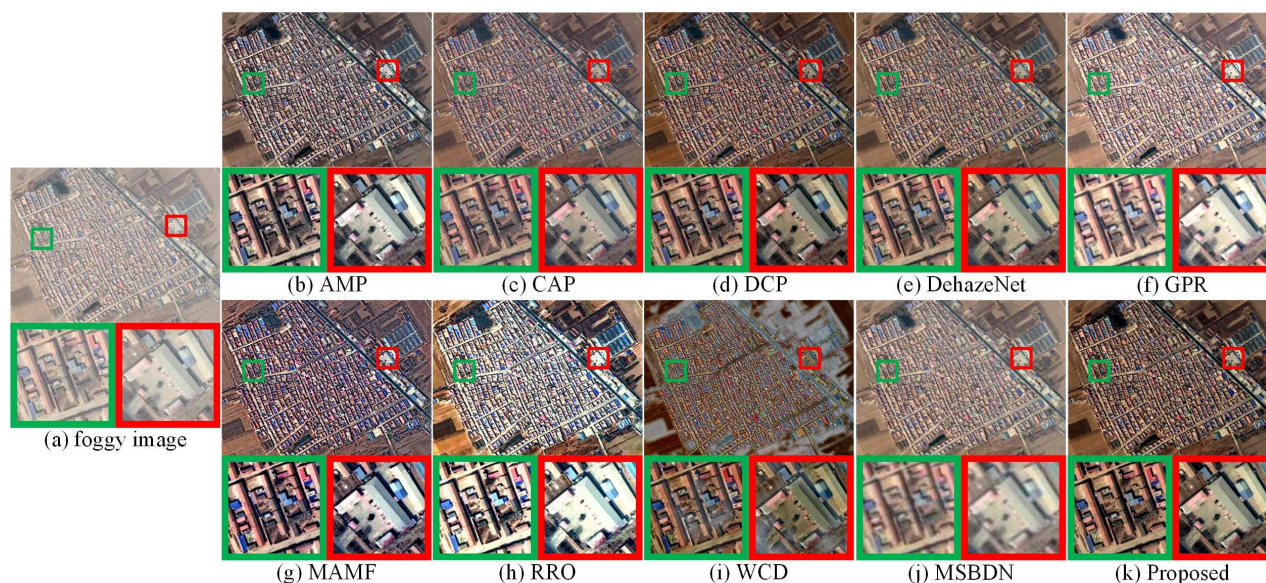 (a) foggy image
(b) AMP
(c) CAP
(d) DCP
(e) DehazeNet
(f) GPR
(g) MAMF
(h) RRO
(i) WCD
(j) MSBDN
(k) Proposed